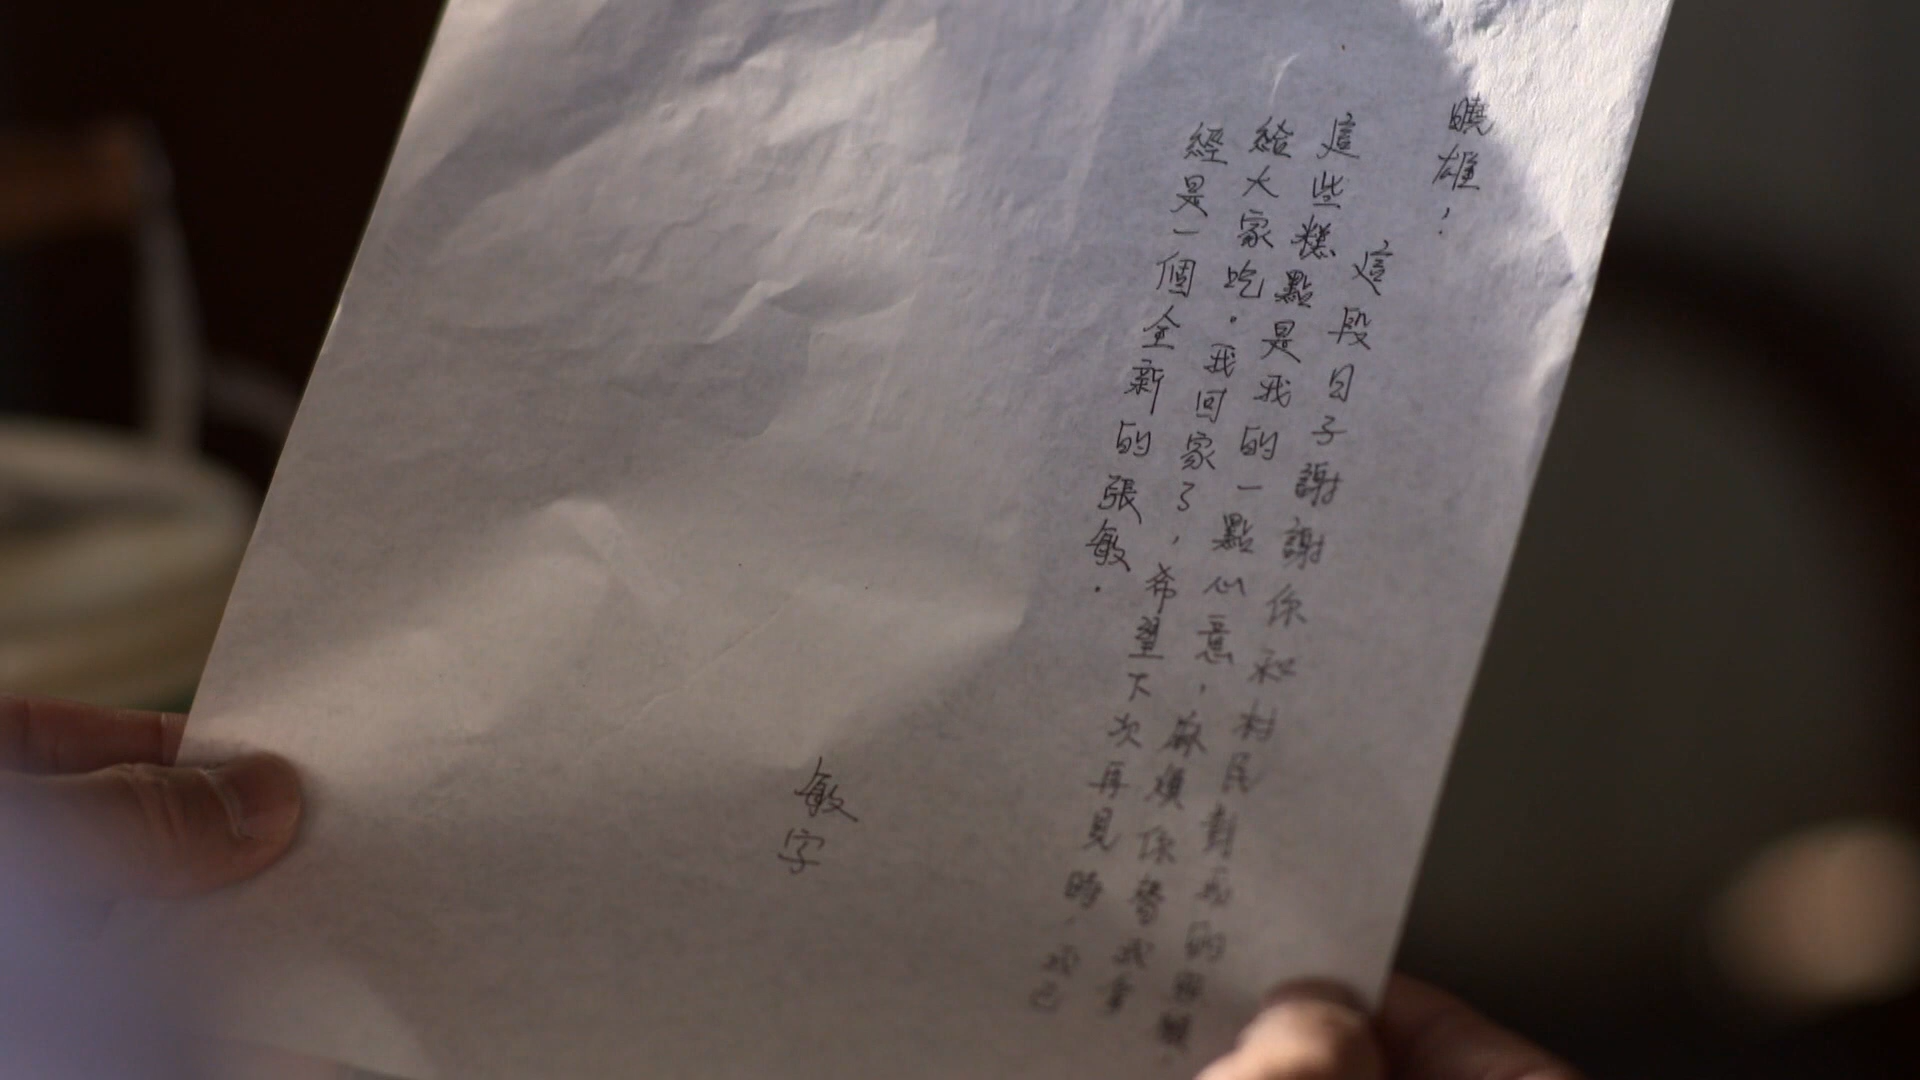 曉雄：
這段日子謝謝你和村民對我的照顧，
這些糕點是我的一點心意，麻煩你替我拿
給大家吃。我回家了，希望下次再見時，我已
經是一個全新的張敏。
敏字